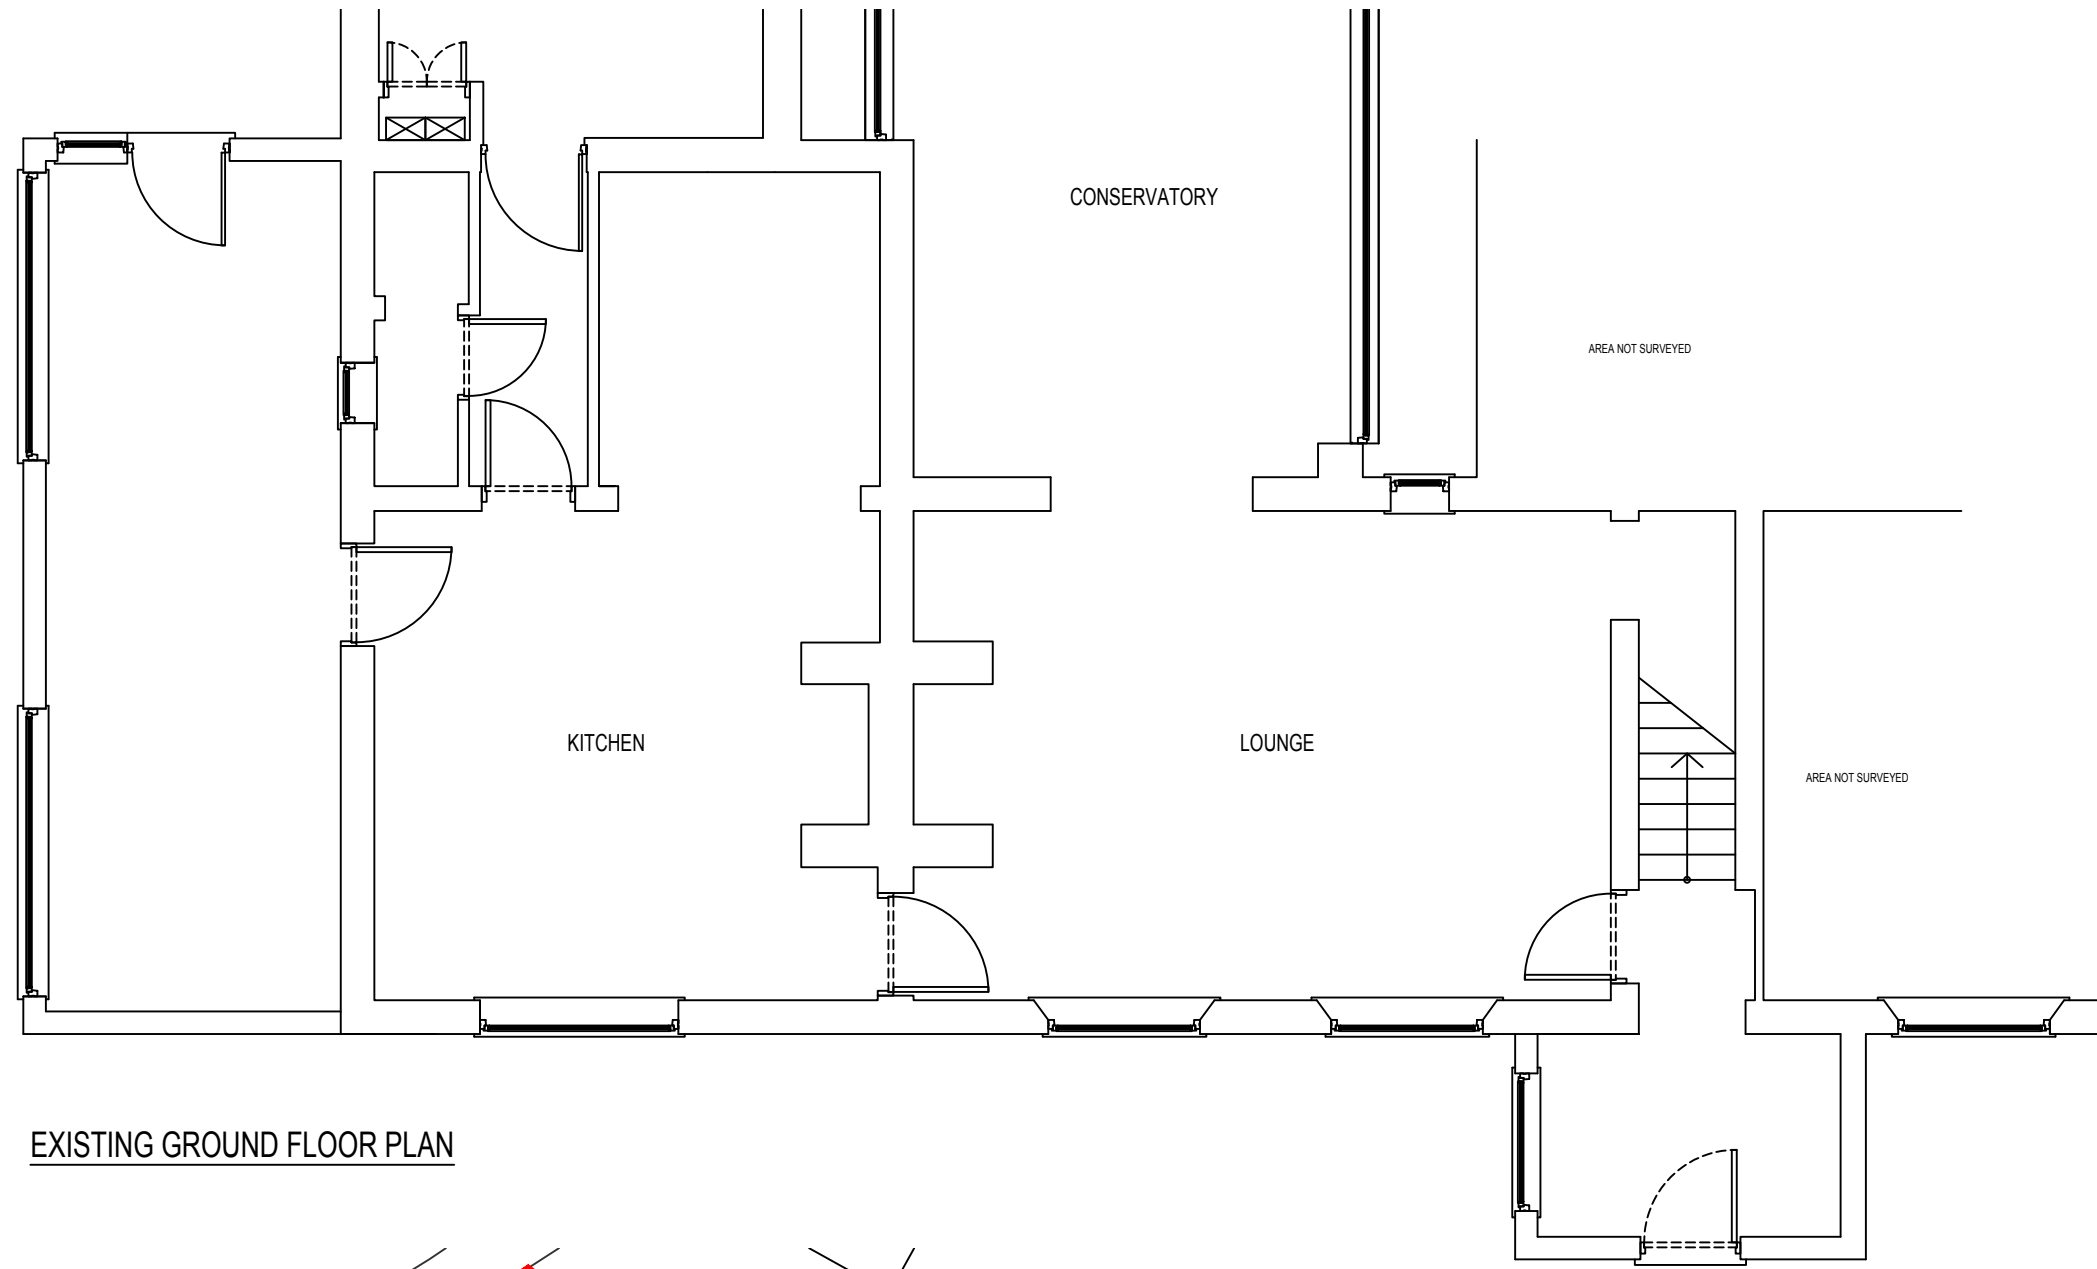 CONSERVATORY
AREA NOT SURVEYED
KITCHEN
LOUNGE
AREA NOT SURVEYED
EXISTING GROUND FLOOR PLAN